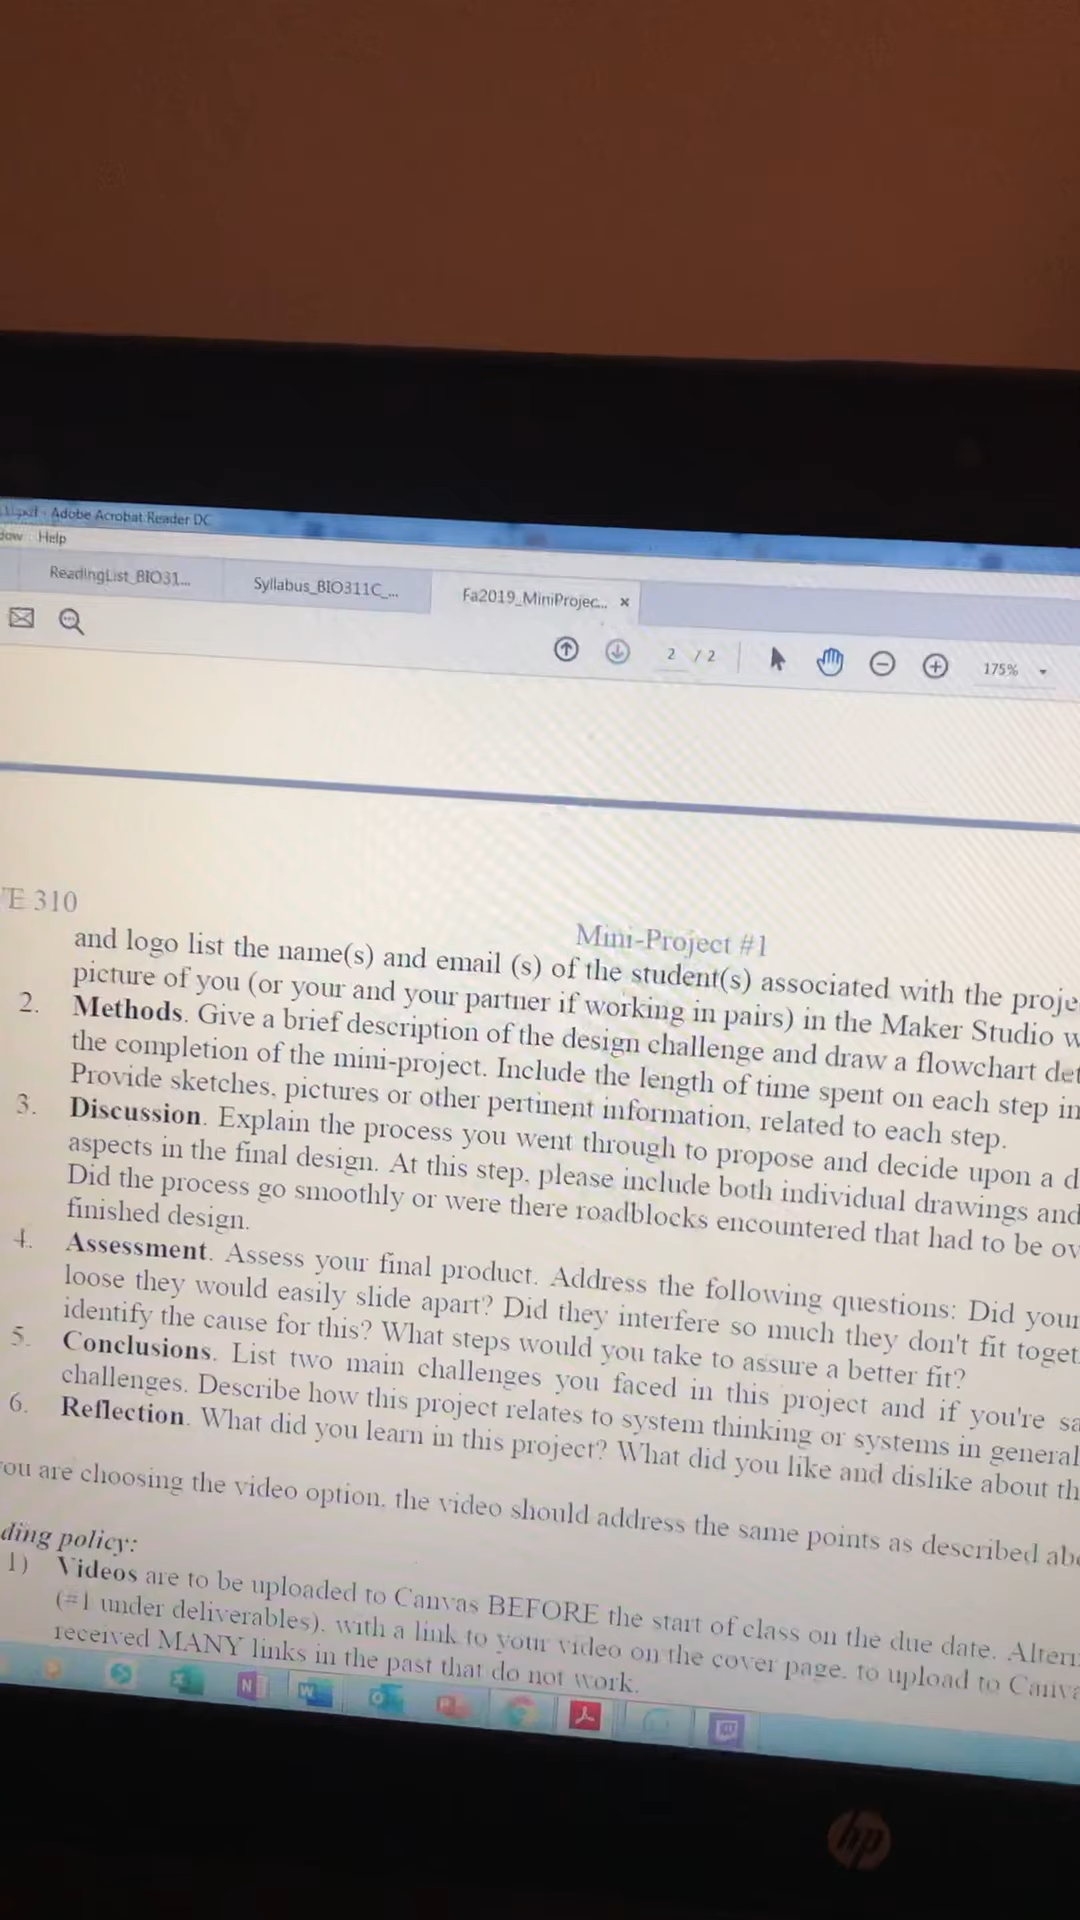 - Adobe Acrobat Reader DC
Help
ReadingList_BIO31...
Syllabus_BIO311C_...
Fa2019_MiniProjec... ×
2 / 2
175%
E 310
Mini-Project #1
and logo list the name(s) and email (s) of the student(s) associated with the proje
picture of you (or your and your partner if working in pairs) in the Maker Studio w
2. Methods. Give a brief description of the design challenge and draw a flowchart det
the completion of the mini-project. Include the length of time spent on each step in
Provide sketches, pictures or other pertinent information, related to each step.
3. Discussion. Explain the process you went through to propose and decide upon a d
aspects in the final design. At this step, please include both individual drawings and
Did the process go smoothly or were there roadblocks encountered that had to be ov
finished design.
4. Assessment. Assess your final product. Address the following questions: Did your
loose they would easily slide apart? Did they interfere so much they don't fit toget
identify the cause for this? What steps would you take to assure a better fit?
5. Conclusions. List two main challenges you faced in this project and if you're sa
challenges. Describe how this project relates to system thinking or systems in general
6. Reflection. What did you learn in this project? What did you like and dislike about th
ou are choosing the video option, the video should address the same points as described abo
ding policy:
1) Videos are to be uploaded to Canvas BEFORE the start of class on the due date. Altern
(#1 under deliverables), with a link to your video on the cover page, to upload to Canva
received MANY links in the past that do not work.
hp